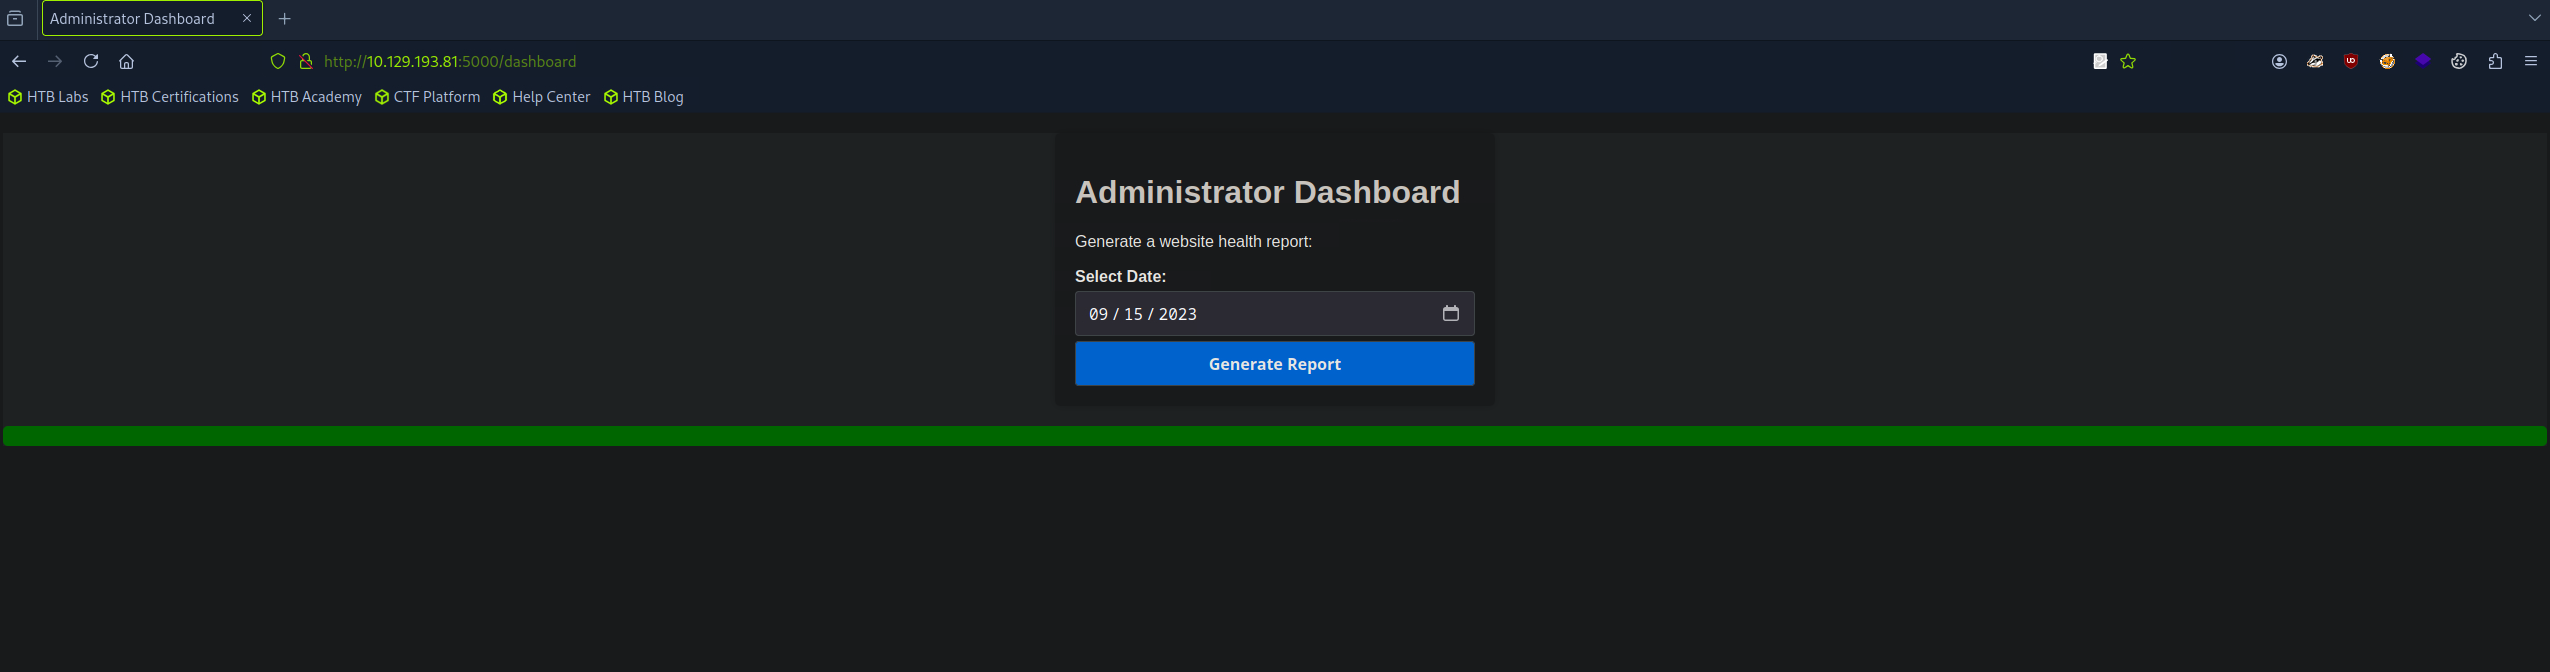 Administrator Dashboard
http://10.129.193.81:5000/dashboard
HTB Labs HTB Certifications HTB Academy CTF Platform Help Center HTB Blog
Administrator Dashboard
Generate a website health report:
Select Date:
09 / 15 / 2023
Generate Report